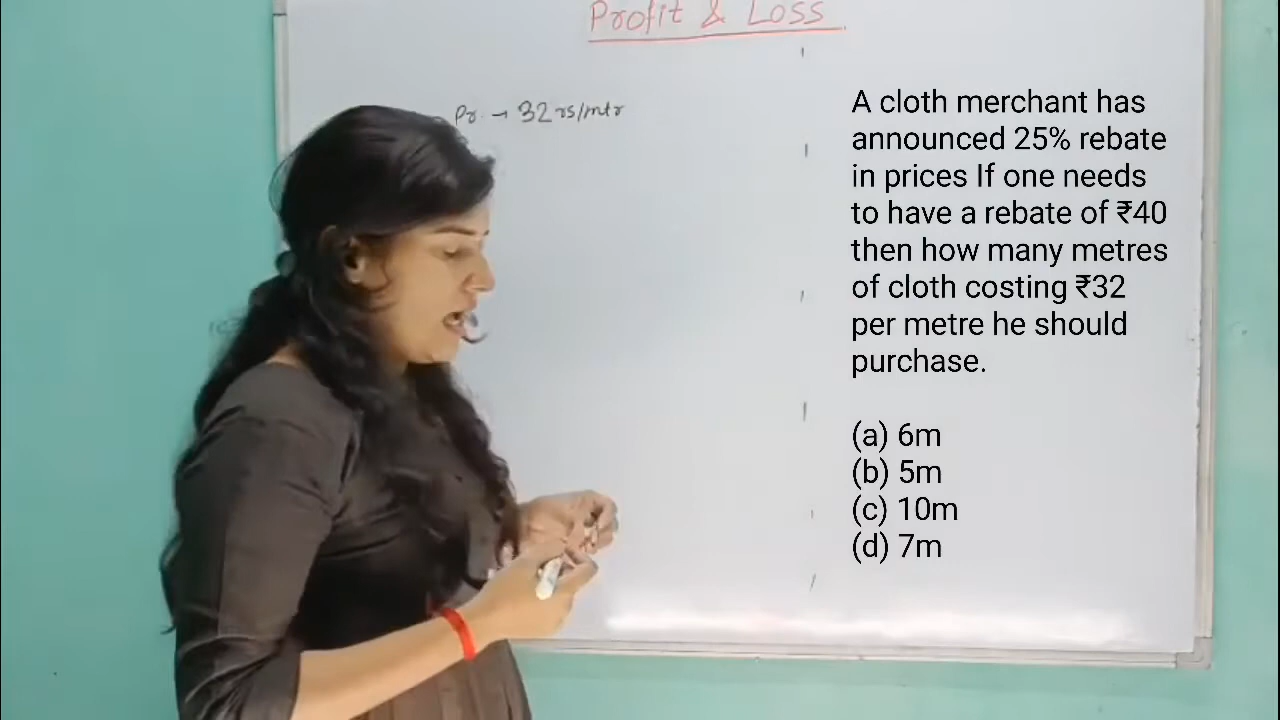 Profit & Loss
Pr. → 32 rs/mtr
A cloth merchant has
announced 25% rebate
in prices If one needs
to have a rebate of ₹40
then how many metres
of cloth costing ₹32
per metre he should
purchase.
(a) 6m
(b) 5m
(c) 10m
(d) 7m